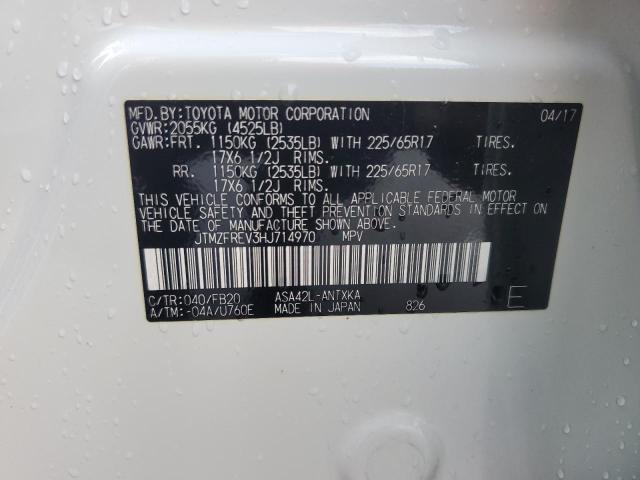 MFD.BY:TOYOTA MOTOR CORPORATION 04/17
GVWR:2055KG (4525LB)
GAWR:FRT. 1150KG (2535LB) WITH 225/65R17 TIRES.
17X6 1/2J RIMS.
RR. 1150KG (2535LB) WITH 225/65R17 TIRES.
17X6 1/2J RIMS.
THIS VEHICLE CONFORMS TO ALL APPLICABLE FEDERAL MOTOR
VEHICLE SAFETY AND THEFT PREVENTION STANDARDS IN EFFECT ON
THE DATE OF MANUFACTURE SHOWN ABOVE.
JTMZFREV3HJ714970 MPV
C/TR:040/FB20 ASA42L-ANTXKA
A/TM:-04A/U760E MADE IN JAPAN 826 E